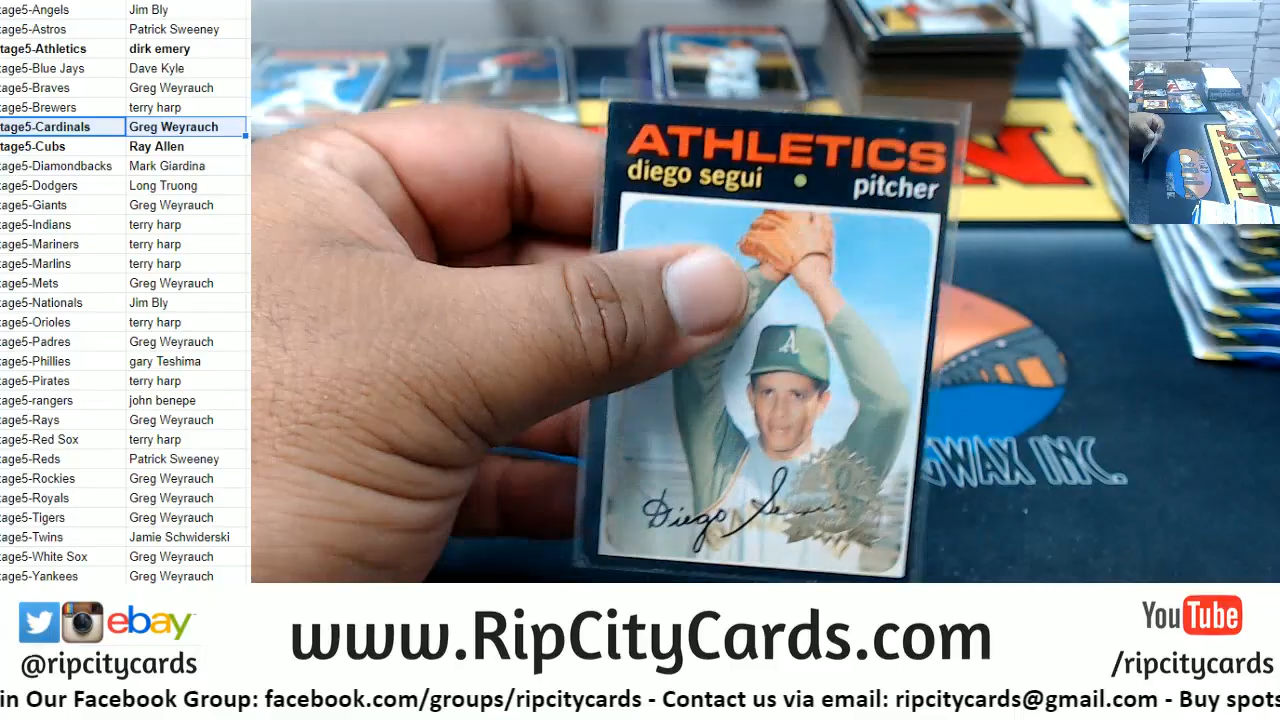 tage5-Angels Jim Bly
tage5-Astros Patrick Sweeney
tage5-Athletics dirk emery
tage5-Blue Jays Dave Kyle
tage5-Braves Greg Weyrauch
tage5-Brewers terry harp
tage5-Cardinals Greg Weyrauch
tage5-Cubs Ray Allen
tage5-Diamondbacks Mark Giardina
tage5-Dodgers Long Truong
tage5-Giants Greg Weyrauch
tage5-Indians terry harp
tage5-Mariners terry harp
tage5-Marlins terry harp
tage5-Mets Greg Weyrauch
tage5-Nationals Jim Bly
tage5-Orioles terry harp
tage5-Padres Greg Weyrauch
tage5-Phillies gary Teshima
tage5-Pirates terry harp
tage5-rangers john benepe
tage5-Rays Greg Weyrauch
tage5-Red Sox terry harp
tage5-Reds Patrick Sweeney
tage5-Rockies Greg Weyrauch
tage5-Royals Greg Weyrauch
tage5-Tigers Greg Weyrauch
tage5-Twins Jamie Schwiderski
tage5-White Sox Greg Weyrauch
tage5-Yankees Greg Weyrauch
ATHLETICS
diego segui • pitcher
A
Diego
WAX INC.
ebay
@ripcitycards
www.RipCityCards.com
YouTube
/ripcitycards
in Our Facebook Group: facebook.com/groups/ripcitycards - Contact us via email: ripcitycards@gmail.com - Buy spots